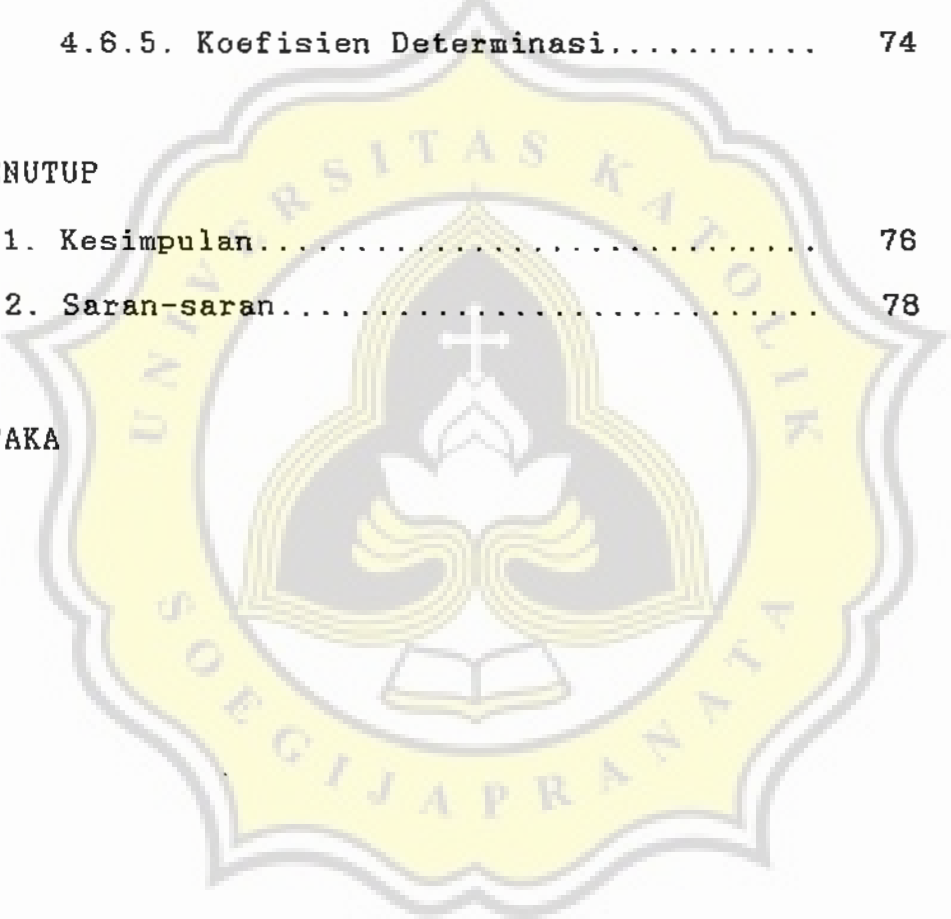 4.6.5. Koefisien Determinasi........... 74
NUTUP
1. Kesimpulan............................. 76
2. Saran-saran............................ 78
AKA
UNIVERSITAS KATOLIK
SOEGIJAPRANATA